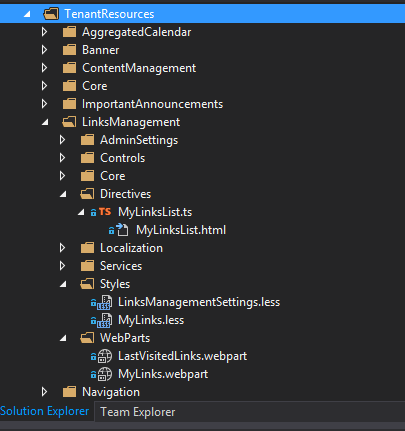 TenantResources
AggregatedCalendar
Banner
ContentManagement
Core
ImportantAnnouncements
LinksManagement
AdminSettings
Controls
Core
Directives
TS MyLinksList.ts
MyLinksList.html
Localization
Services
Styles
LinksManagementSettings.less
MyLinks.less
WebParts
LastVisitedLinks.webpart
MyLinks.webpart
Navigation
Solution Explorer Team Explorer